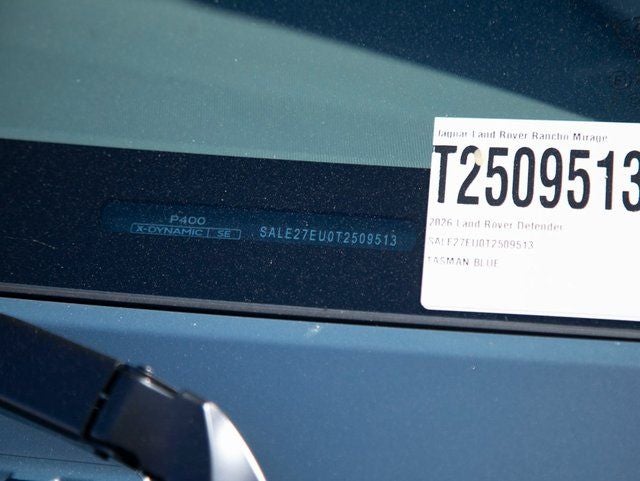 Jaguar Land Rover Rancho Mirage
T2509513
2026 Land Rover Defender
SALE27EU0T2509513
TASMAN BLUE
P400
X-DYNAMIC SE SALE27EU0T2509513